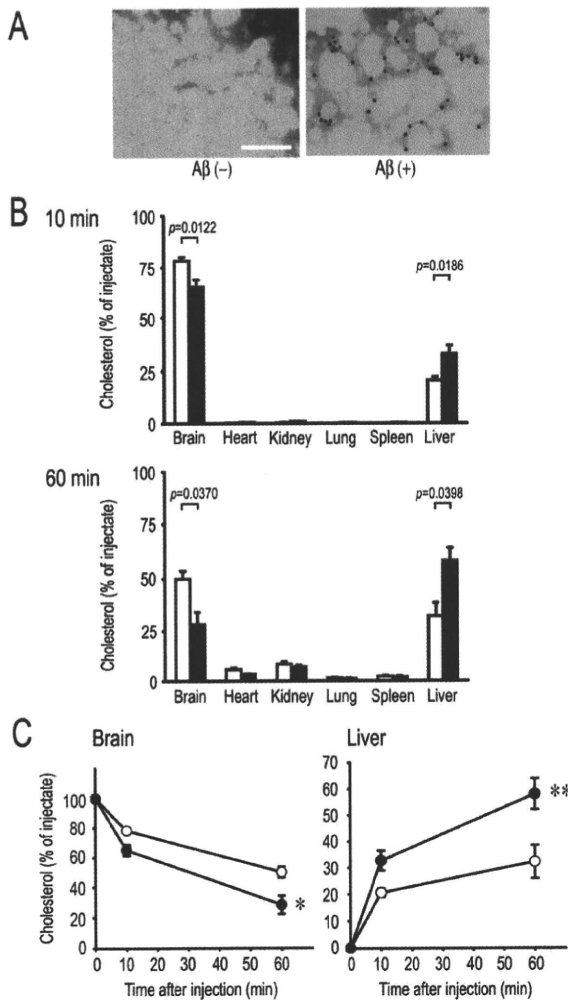 A
Aβ (–)
Aβ (+)
B
10 min
Cholesterol (% of injectate)
100
75
50
25
0
p=0.0122
p=0.0186
Brain Heart Kidney Lung Spleen Liver
60 min
Cholesterol (% of injectate)
100
75
50
25
0
p=0.0370
p=0.0398
Brain Heart Kidney Lung Spleen Liver
C
Brain
Cholesterol (% of injectate)
100
80
60
40
20
0
*
0 10 20 30 40 50 60
Time after injection (min)
Liver
70
60
50
40
30
20
10
0
**
0 10 20 30 40 50 60
Time after injection (min)